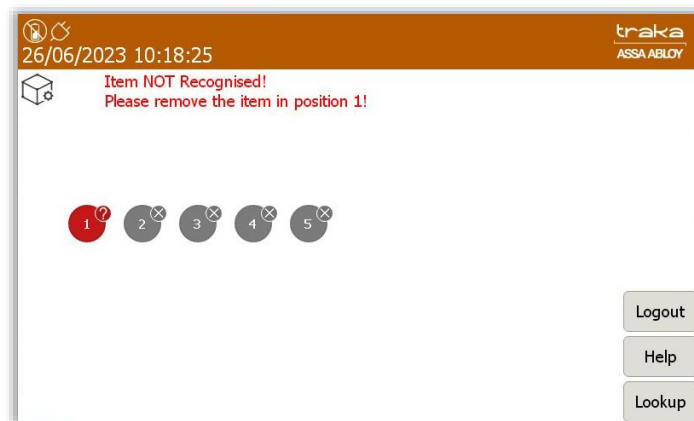 traka
26/06/2023 10:18:25
ASSA ABLOY
Item NOT Recognised!
Please remove the item in position 1!
1 ? 2 3 4 5
Logout
Help
Lookup